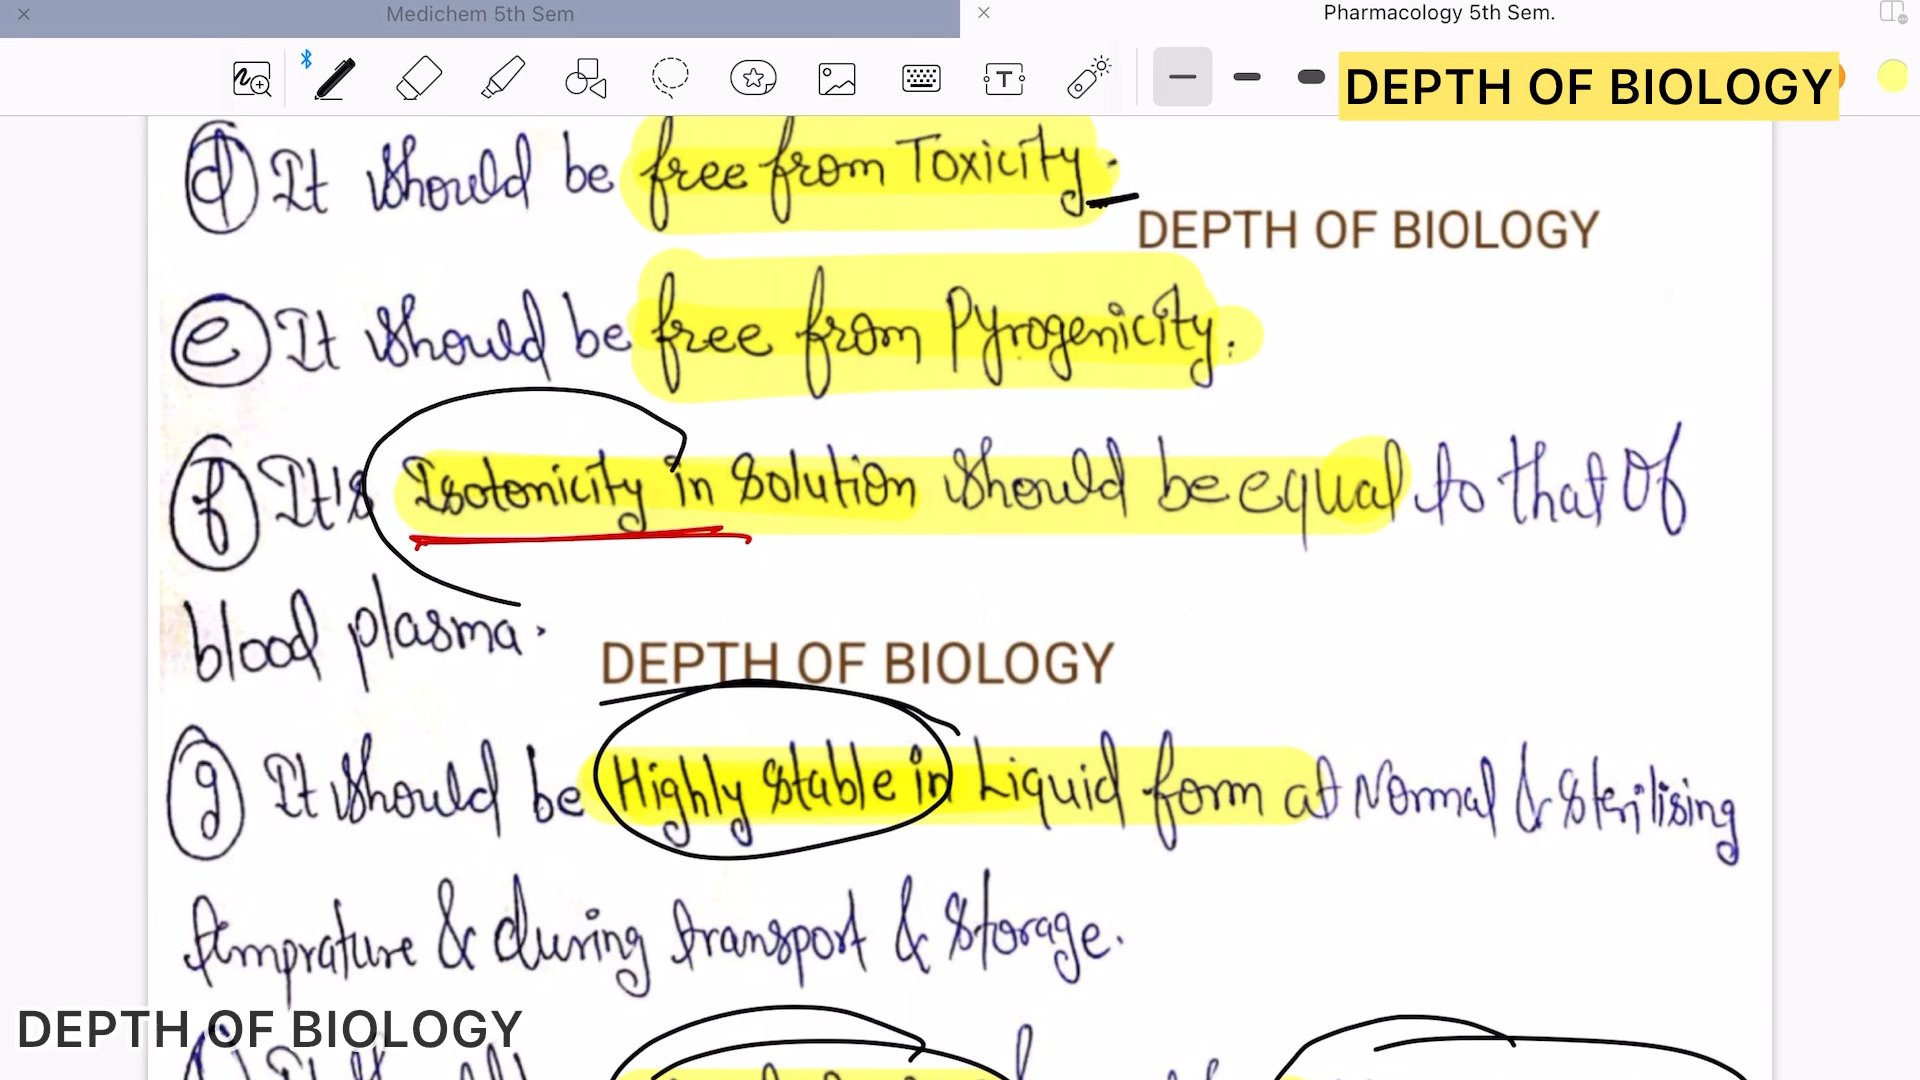 Medichem 5th Sem
Pharmacology 5th Sem.
DEPTH OF BIOLOGY
d It should be free from Toxicity.
DEPTH OF BIOLOGY
e It should be free from Pyrogenicity.
f It's Isotonicity in Solution should be equal to that of
blood plasma.
DEPTH OF BIOLOGY
g It should be Highly stable in Liquid form at Normal & Sterilising
temprature & during transport & storage.
DEPTH OF BIOLOGY